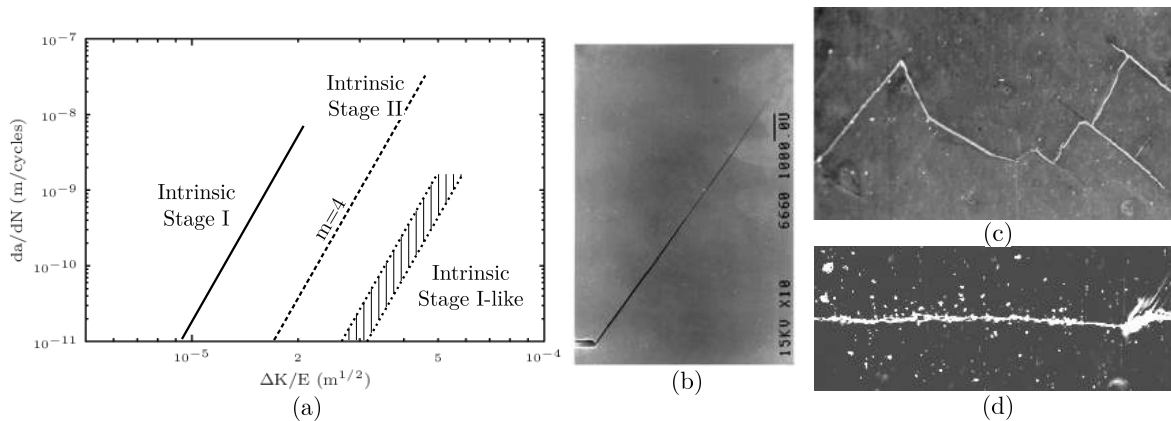 10⁻⁷
10⁻⁸
10⁻⁹
10⁻¹⁰
10⁻¹¹
da/dN (m/cycles)
Intrinsic
Stage II
Intrinsic
Stage I
m=4
Intrinsic
Stage I-like
10⁻⁵
2
5
10⁻⁴
ΔK/E (m¹/²)
(a)
15KV X10 6660 1000.0U
(b)
(c)
(d)